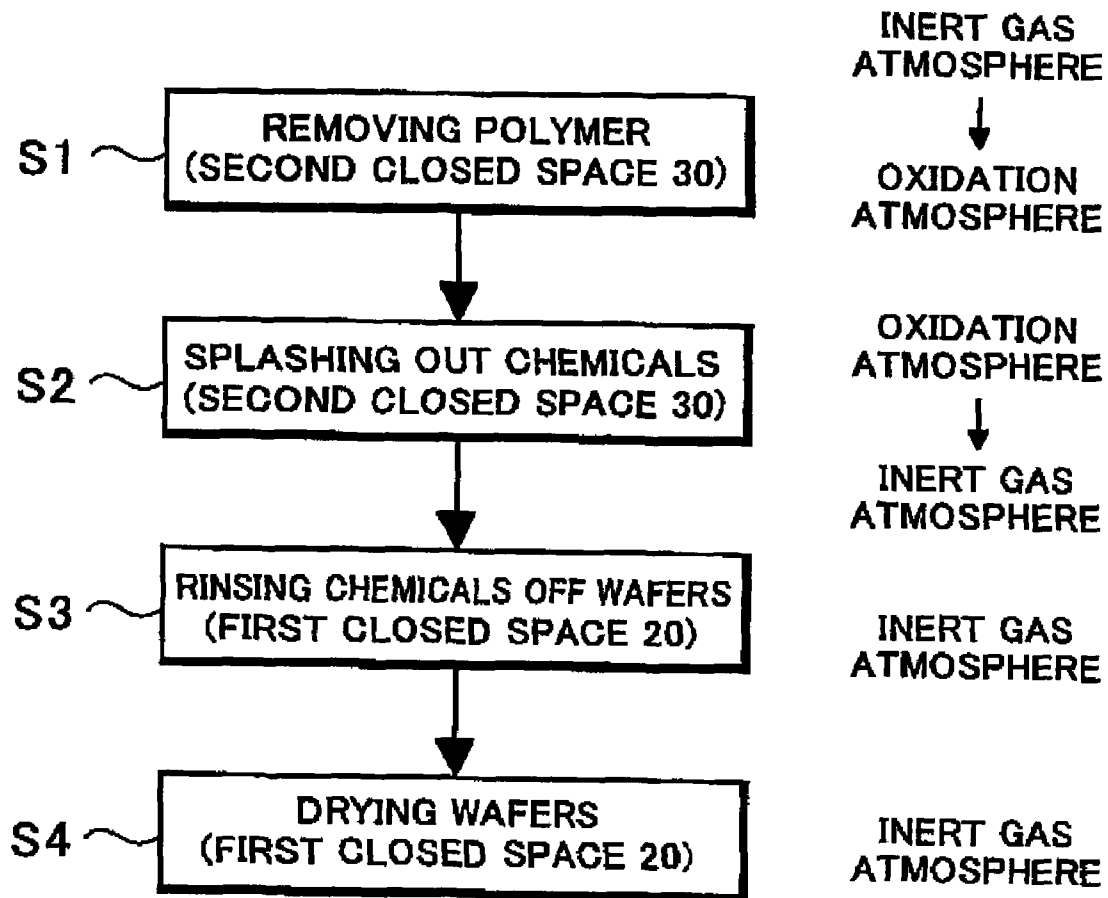 INERT GAS
ATMOSPHERE
S1
REMOVING POLYMER
(SECOND CLOSED SPACE 30)
OXIDATION
ATMOSPHERE
S2
SPLASHING OUT CHEMICALS
(SECOND CLOSED SPACE 30)
OXIDATION
ATMOSPHERE
INERT GAS
ATMOSPHERE
S3
RINSING CHEMICALS OFF WAFERS
(FIRST CLOSED SPACE 20)
INERT GAS
ATMOSPHERE
S4
DRYING WAFERS
(FIRST CLOSED SPACE 20)
INERT GAS
ATMOSPHERE